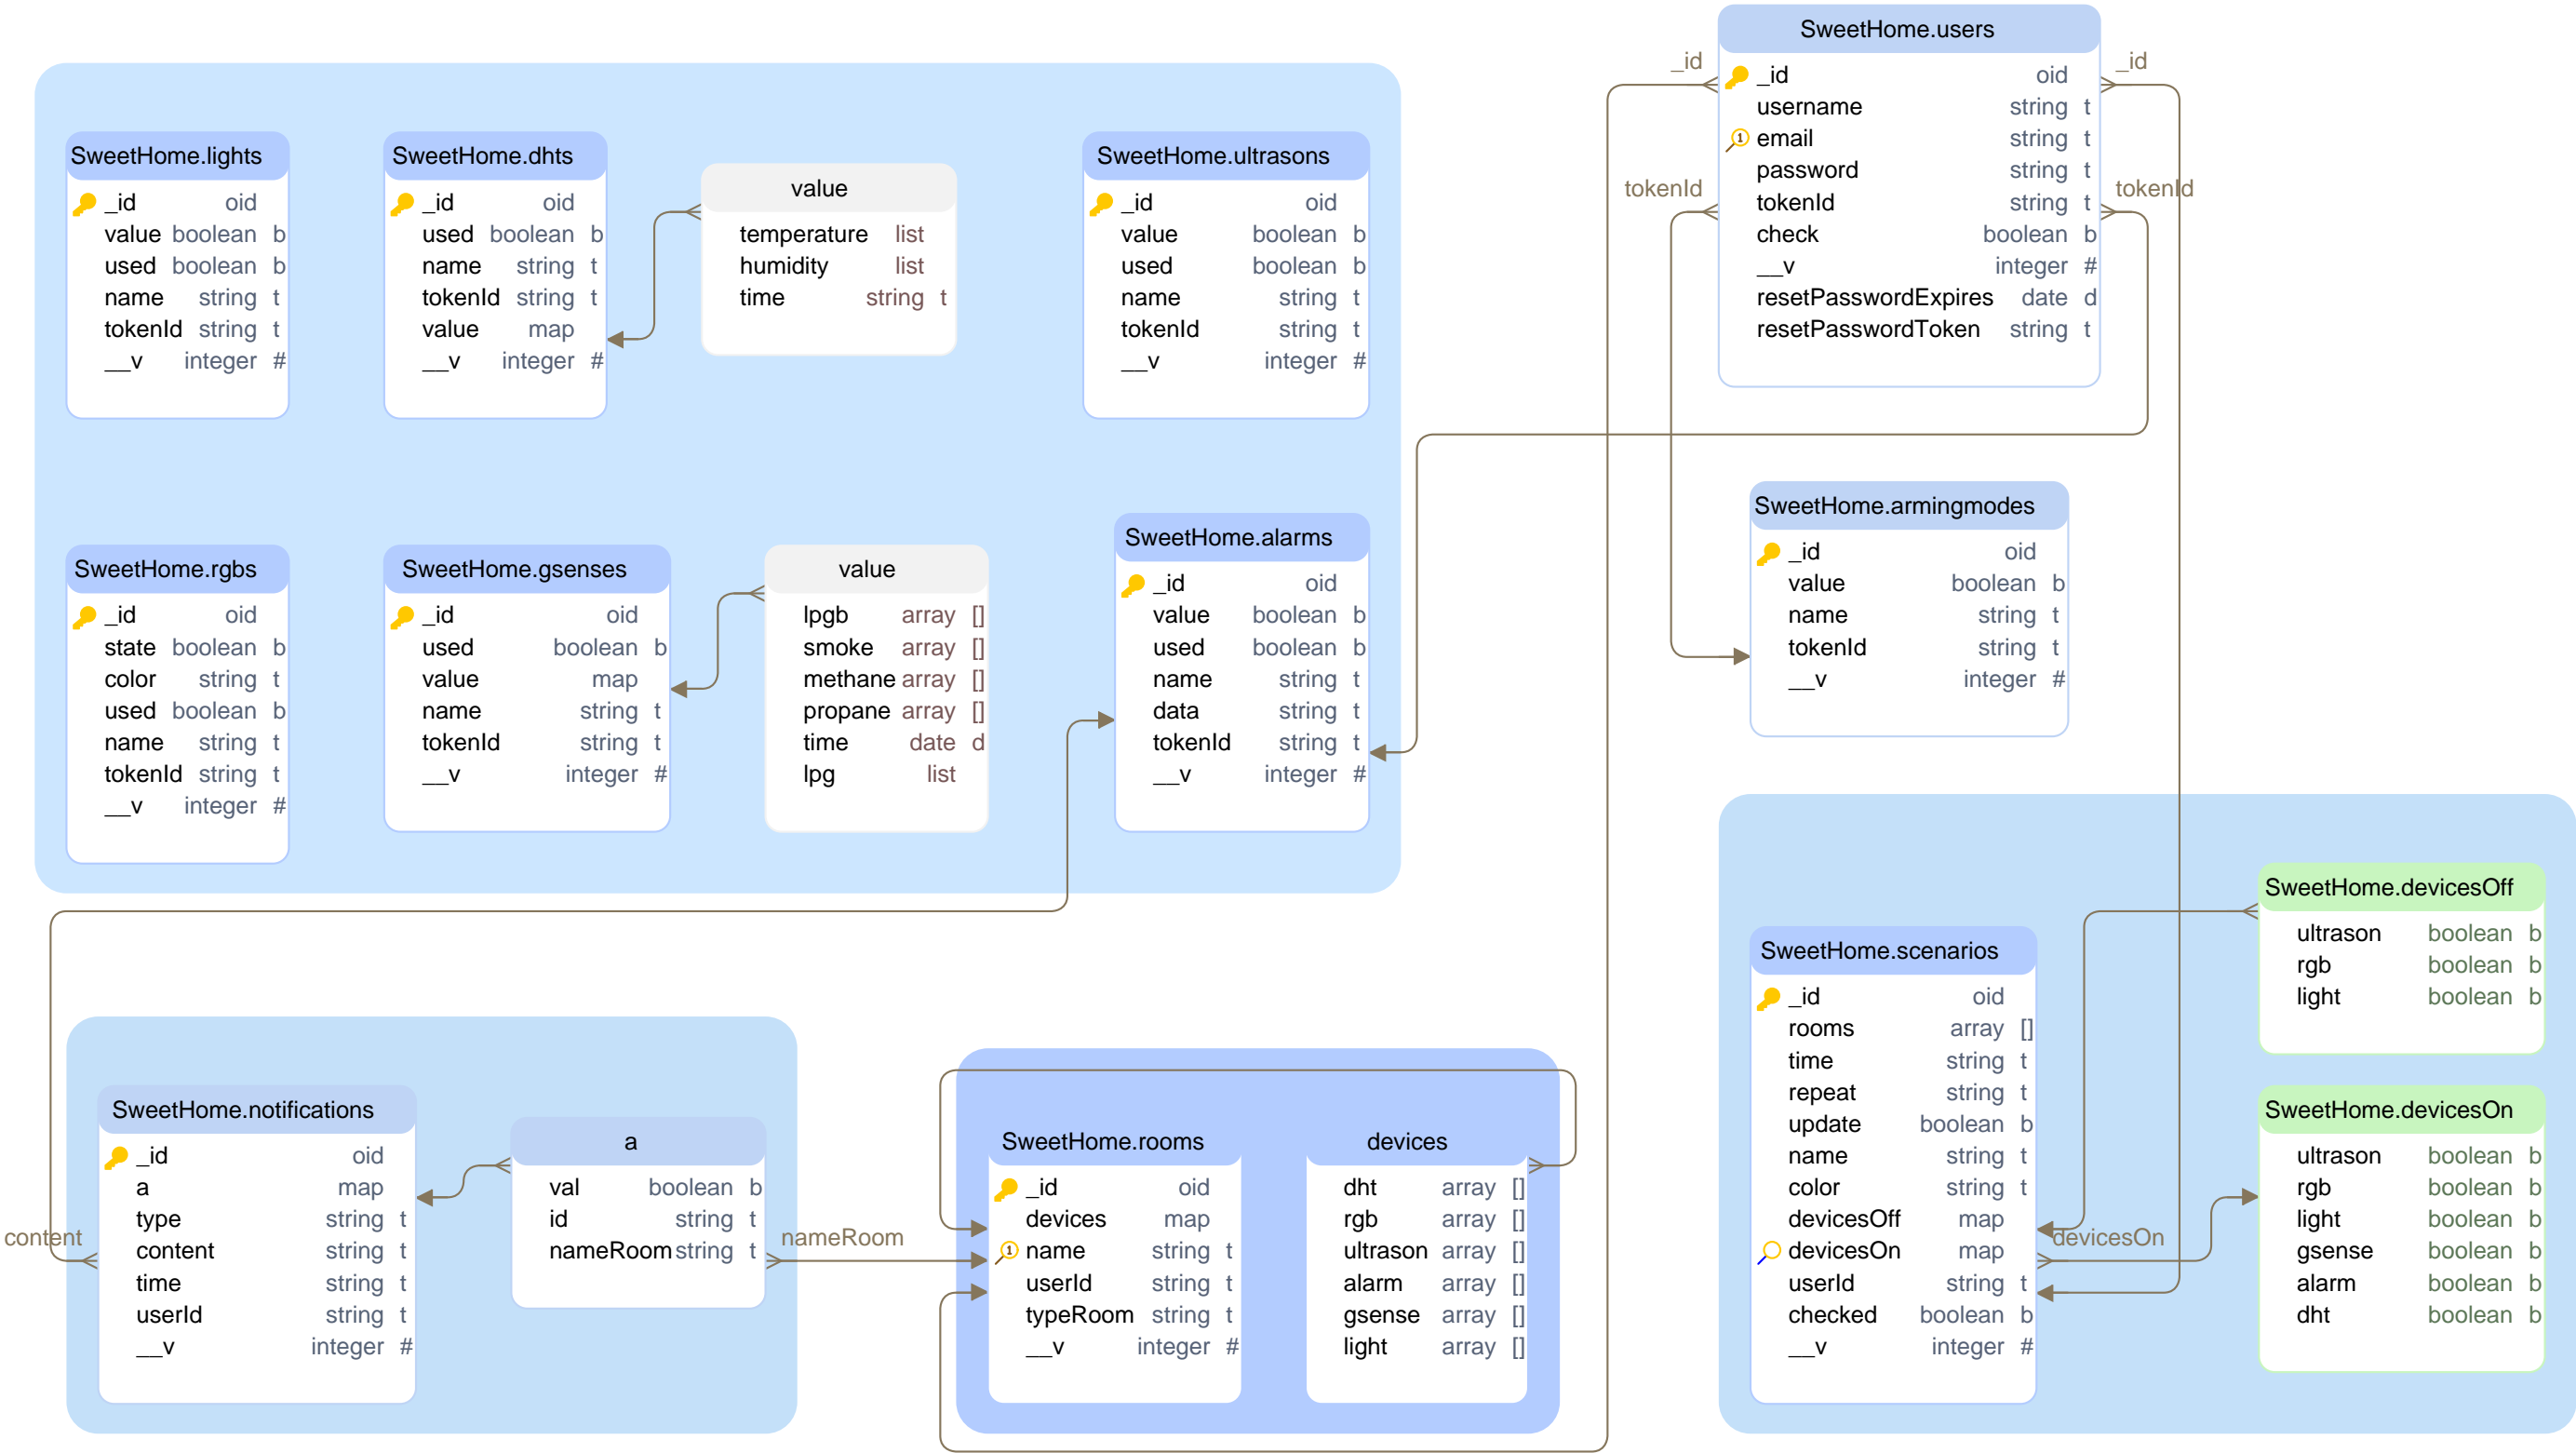 SweetHome.users
_id
_id
_id oid
username string t
1 email string t
password string t
tokenId
tokenId
tokenId string t
check boolean b
__v integer #
resetPasswordExpires date d
resetPasswordToken string t
SweetHome.lights
_id oid
value boolean b
used boolean b
name string t
tokenId string t
__v integer #
SweetHome.dhts
_id oid
used boolean b
name string t
tokenId string t
value map
__v integer #
value
temperature list
humidity list
time string t
SweetHome.ultrasons
_id oid
value boolean b
used boolean b
name string t
tokenId string t
__v integer #
SweetHome.rgbs
_id oid
state boolean b
color string t
used boolean b
name string t
tokenId string t
__v integer #
SweetHome.gsenses
_id oid
used boolean b
value map
name string t
tokenId string t
__v integer #
value
lpgb array []
smoke array []
methane array []
propane array []
time date d
lpg list
SweetHome.alarms
_id oid
value boolean b
used boolean b
name string t
data string t
tokenId string t
__v integer #
SweetHome.armingmodes
_id oid
value boolean b
name string t
tokenId string t
__v integer #
SweetHome.notifications
_id oid
a map
type string t
content
content string t
time string t
userId string t
__v integer #
a
val boolean b
id string t
nameRoom string t
nameRoom
SweetHome.rooms
_id oid
devices map
1 name string t
userId string t
typeRoom string t
__v integer #
devices
dht array []
rgb array []
ultrason array []
alarm array []
gsense array []
light array []
SweetHome.scenarios
_id oid
rooms array []
time string t
repeat string t
update boolean b
name string t
color string t
devicesOff map
devicesOn map
devicesOn
userId string t
checked boolean b
__v integer #
SweetHome.devicesOff
ultrason boolean b
rgb boolean b
light boolean b
SweetHome.devicesOn
ultrason boolean b
rgb boolean b
light boolean b
gsense boolean b
alarm boolean b
dht boolean b